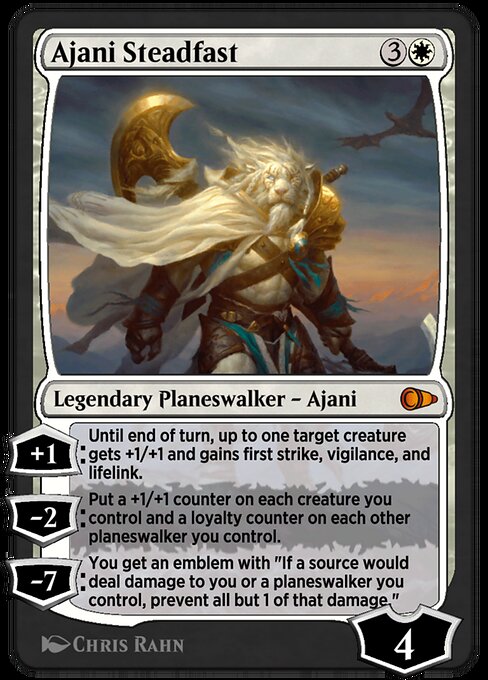 Ajani Steadfast 3
Legendary Planeswalker – Ajani
+1 Until end of turn, up to one target creature
gets +1/+1 and gains first strike, vigilance, and
lifelink.
−2 Put a +1/+1 counter on each creature you
control and a loyalty counter on each other
planeswalker you control.
−7 You get an emblem with "If a source would
deal damage to you or a planeswalker you
control, prevent all but 1 of that damage."
4
Chris Rahn